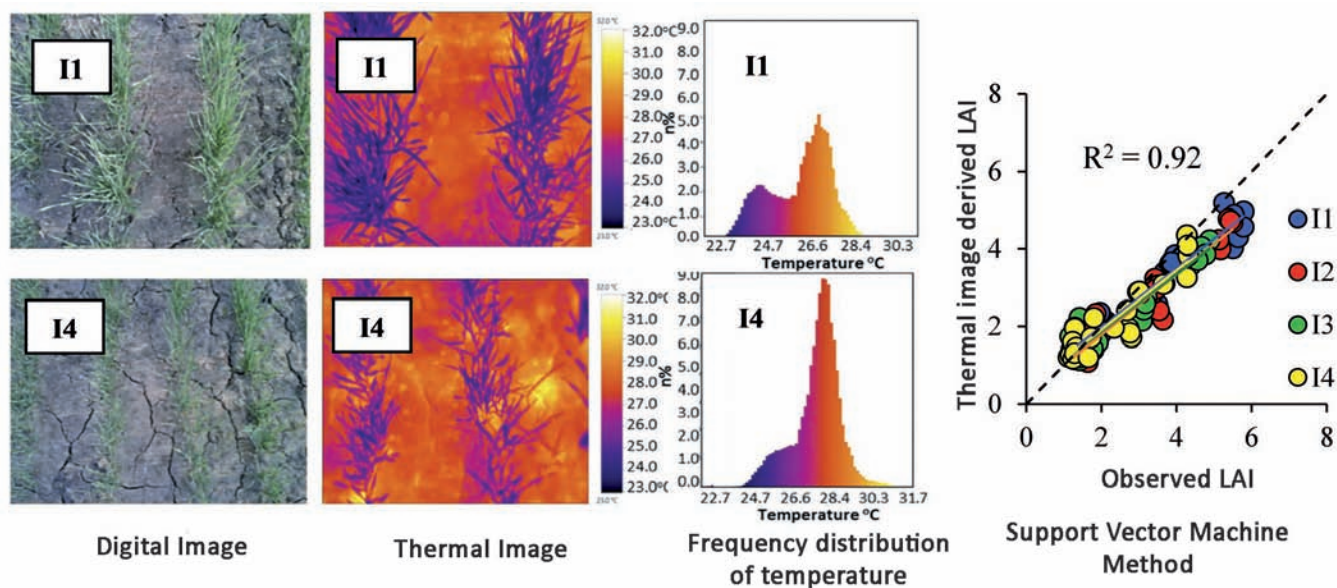 I1
I1
32.0 °C
32.0°C
31.0
30.0
29.0
28.0
27.0
26.0
25.0
24.0
23.0°C
n%
9.0
8.0
7.0
6.0
5.0
4.0
3.0
2.0
1.0
0.0
I1
22.7 24.7 26.6 28.4 30.3
Temperature °C
I4
I4
32.0°C
31.0
30.0
29.0
28.0
27.0
26.0
25.0
24.0
23.0°C
n%
9.0
8.0
7.0
6.0
5.0
4.0
3.0
2.0
1.0
0.0
I4
22.7 24.7 26.6 28.4 30.3 31.7
Temperature °C
Thermal image derived LAI
8
6
4
2
0
R² = 0.92
I1
I2
I3
I4
0 2 4 6 8
Observed LAI
Digital Image
Thermal Image
Frequency distribution
of temperature
Support Vector Machine
Method